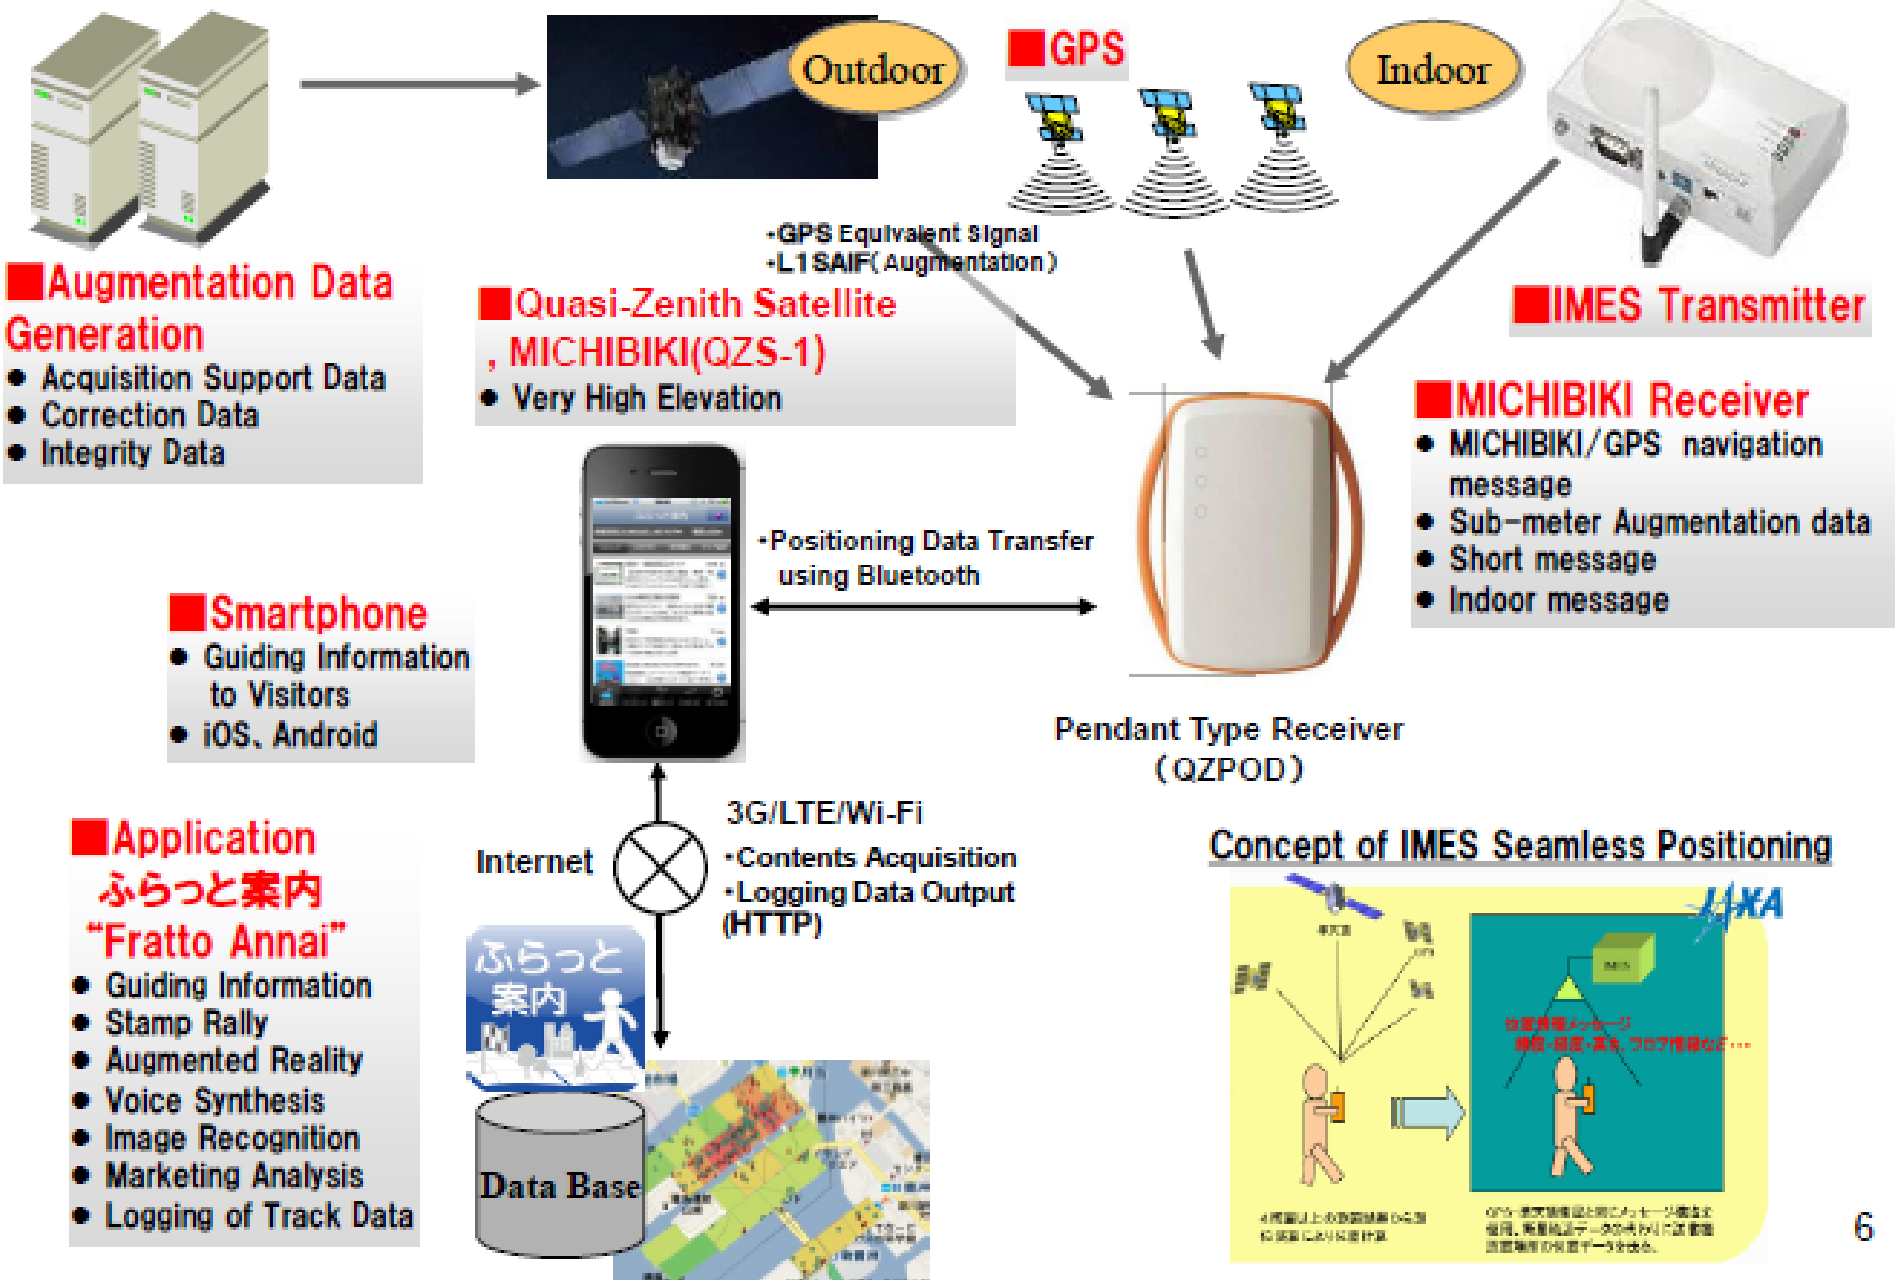 Outdoor
■GPS
Indoor
・GPS Equivalent Signal
・L1SAIF(Augmentation)
■Augmentation Data
Generation
● Acquisition Support Data
● Correction Data
● Integrity Data
■Quasi-Zenith Satellite
, MICHIBIKI(QZS-1)
● Very High Elevation
■IMES Transmitter
■MICHIBIKI Receiver
● MICHIBIKI/GPS navigation
message
● Sub-meter Augmentation data
● Short message
● Indoor message
・Positioning Data Transfer
using Bluetooth
■Smartphone
● Guiding Information
to Visitors
● iOS、Android
Pendant Type Receiver
(QZPOD)
3G/LTE/Wi-Fi
Internet
・Contents Acquisition
・Logging Data Output
(HTTP)
■Application
ふらっと案内
“Fratto Annai”
● Guiding Information
● Stamp Rally
● Augmented Reality
● Voice Synthesis
● Image Recognition
● Marketing Analysis
● Logging of Track Data
ふらっと
案内
Data Base
Concept of IMES Seamless Positioning
JAXA
IMES
6